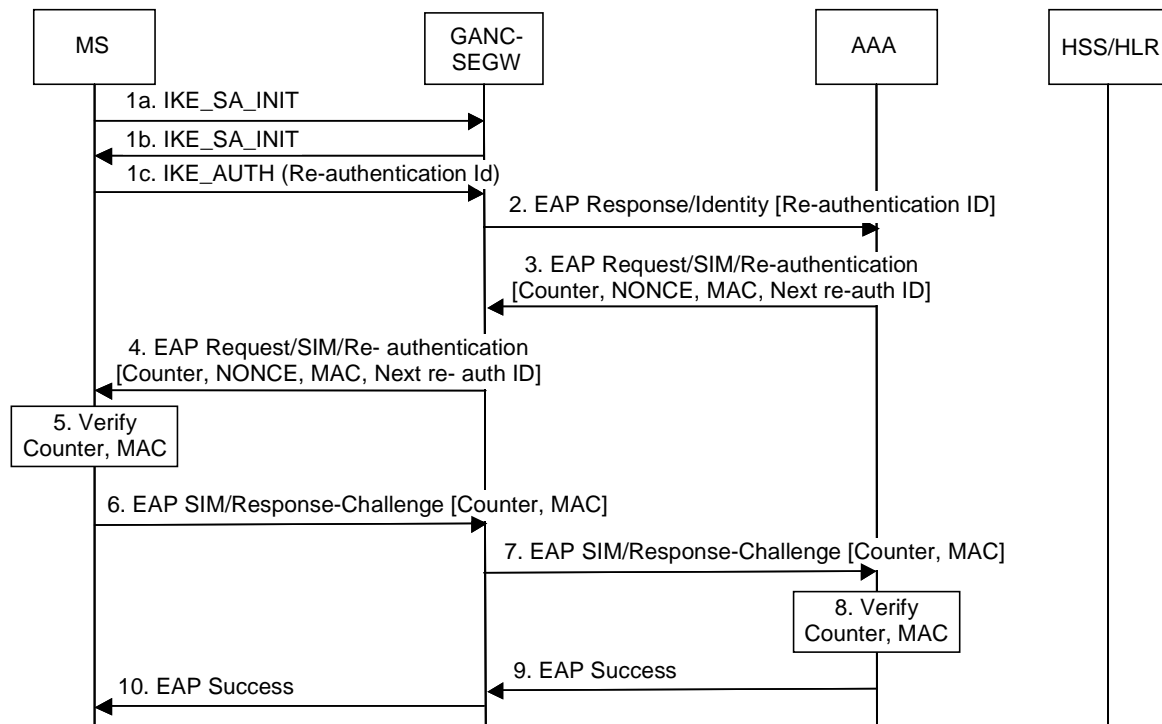 MS
GANC-
SEGW
AAA
HSS/HLR
1a. IKE_SA_INIT
1b. IKE_SA_INIT
1c. IKE_AUTH (Re-authentication Id)
2. EAP Response/Identity [Re-authentication ID]
3. EAP Request/SIM/Re-authentication
[Counter, NONCE, MAC, Next re-auth ID]
4. EAP Request/SIM/Re- authentication
[Counter, NONCE, MAC, Next re- auth ID]
5. Verify
Counter, MAC
6. EAP SIM/Response-Challenge [Counter, MAC]
7. EAP SIM/Response-Challenge [Counter, MAC]
8. Verify
Counter, MAC
9. EAP Success
10. EAP Success